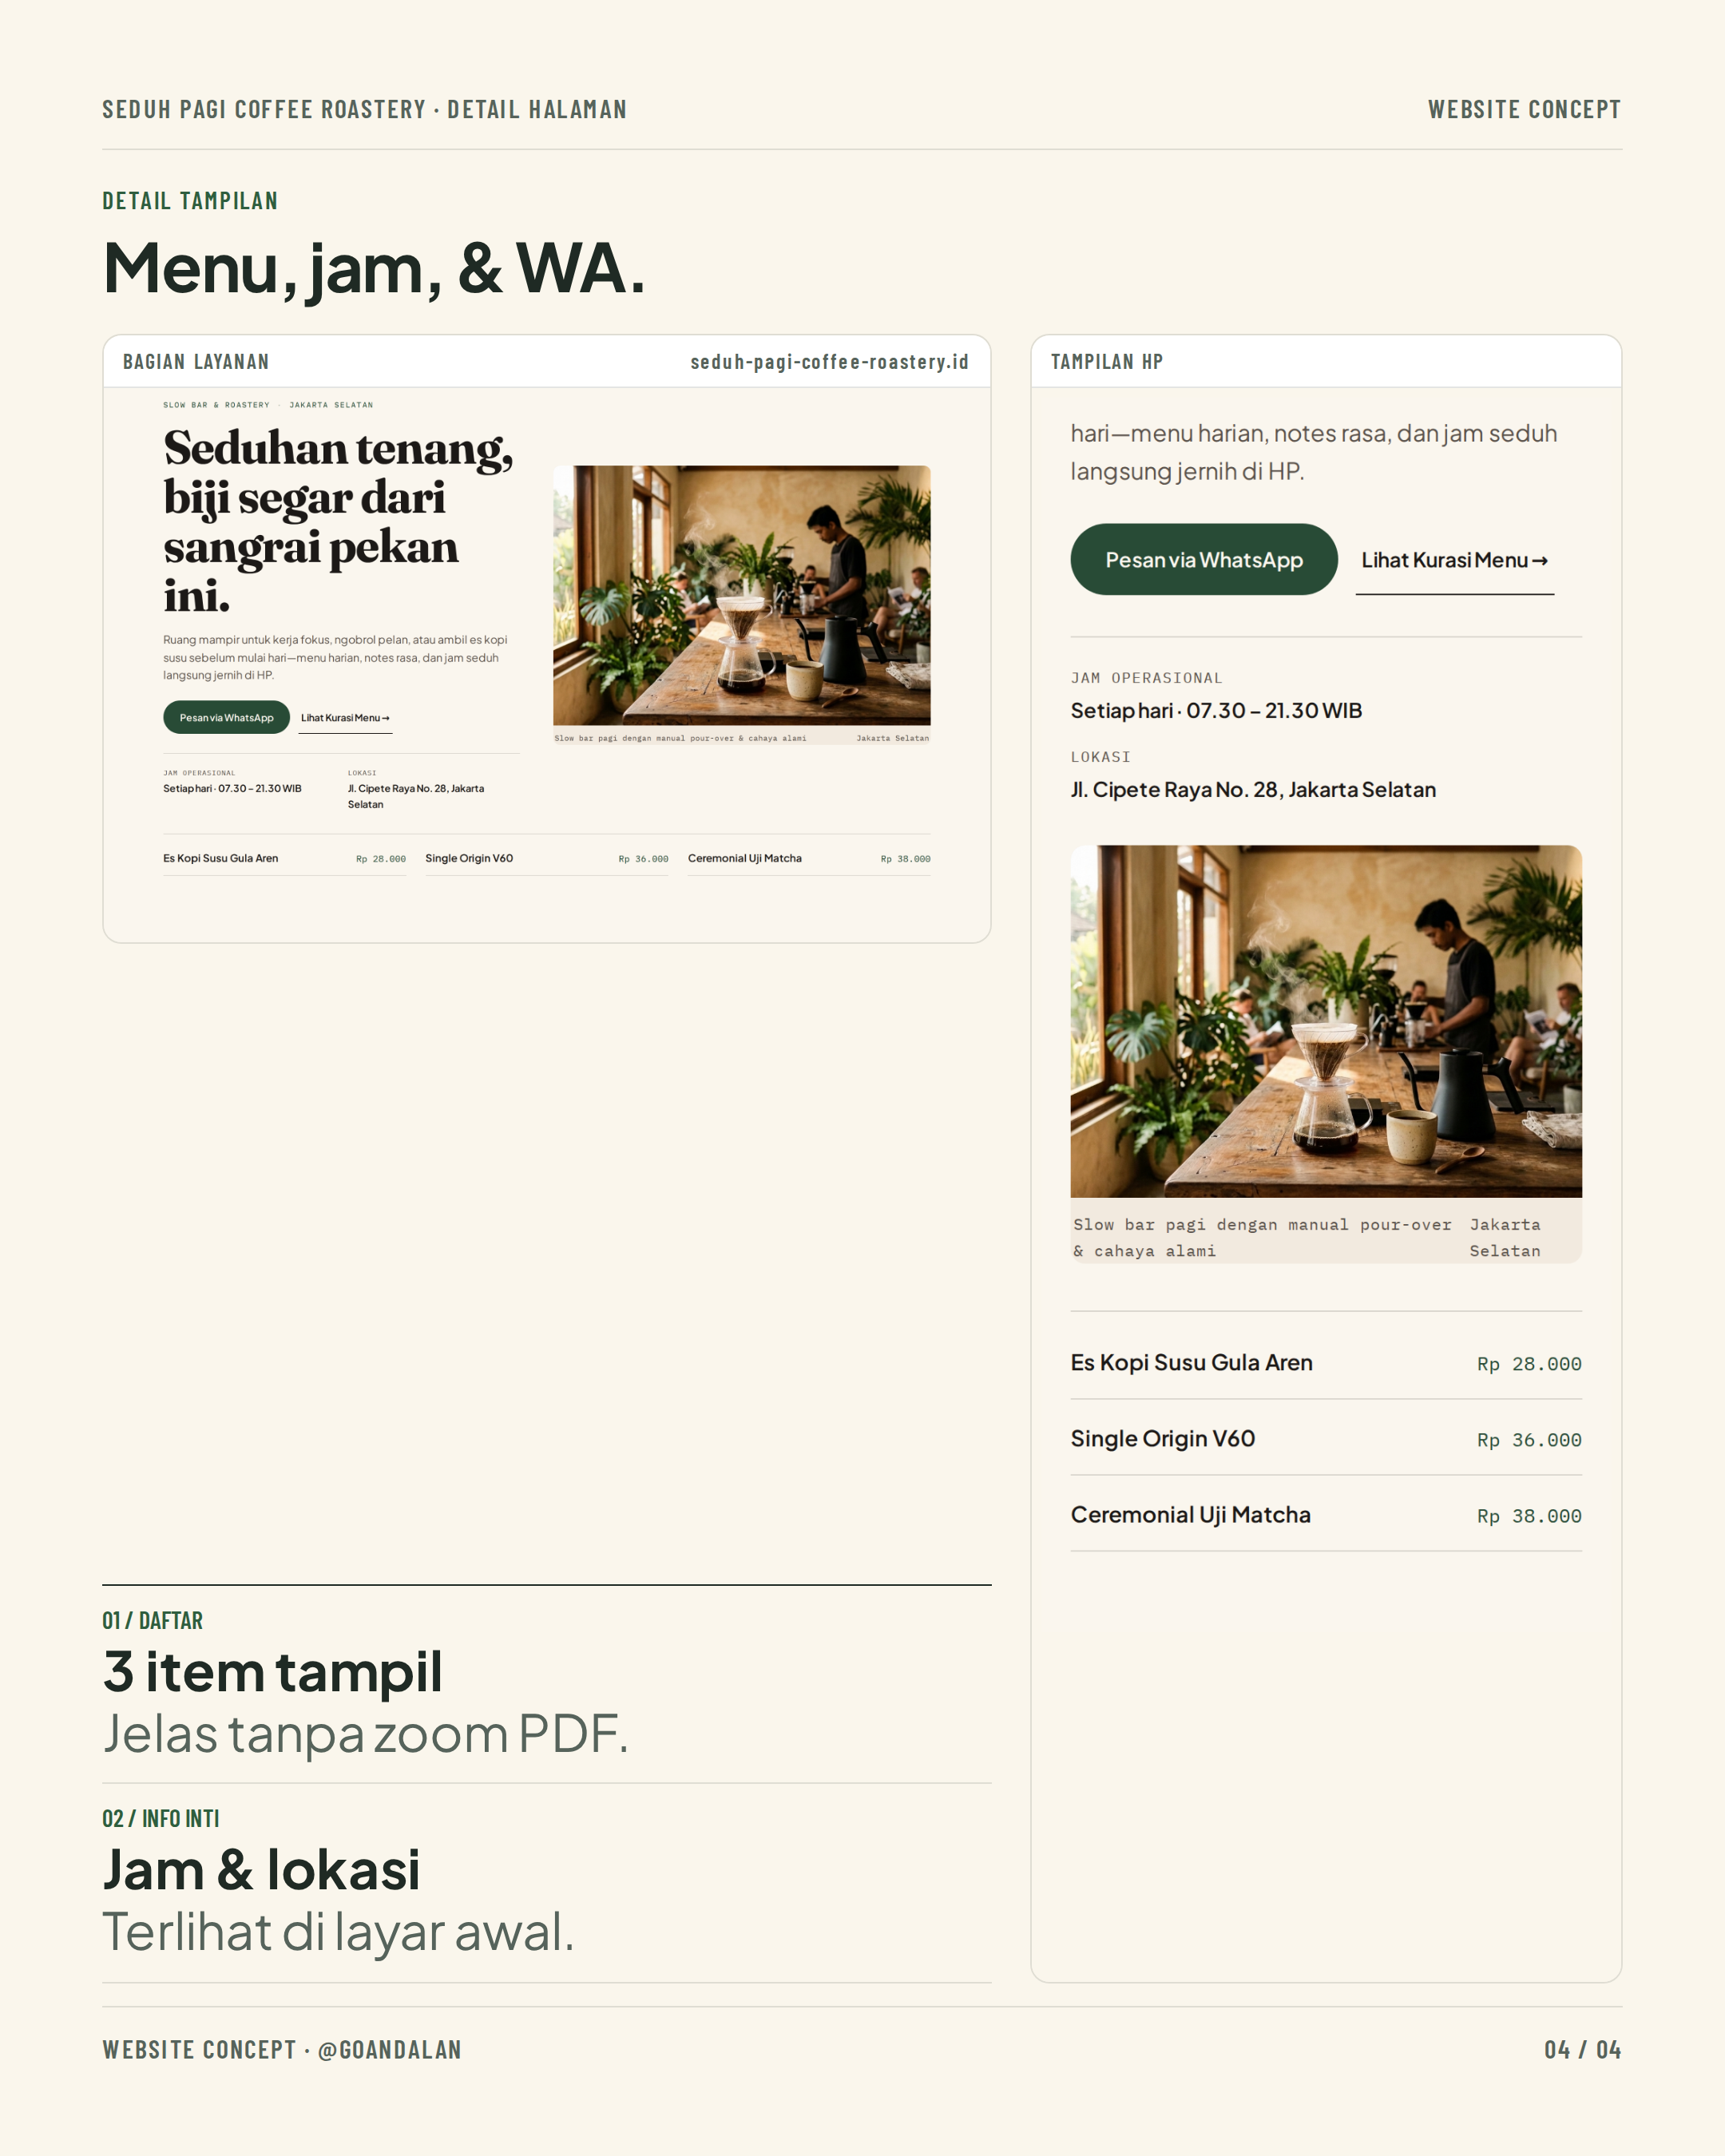 SEDUH PAGI COFFEE ROASTERY · DETAIL HALAMAN
WEBSITE CONCEPT
DETAIL TAMPILAN
Menu, jam, & WA.
BAGIAN LAYANAN
seduh-pagi-coffee-roastery.id
SLOW BAR & ROASTERY · JAKARTA SELATAN
Seduhan tenang,
biji segar dari
sangrai pekan
ini.
Ruang mampir untuk kerja fokus, ngobrol pelan, atau ambil es kopi
susu sebelum mulai hari—menu harian, notes rasa, dan jam seduh
langsung jernih di HP.
Pesan via WhatsApp
Lihat Kurasi Menu →
Slow bar pagi dengan manual pour-over & cahaya alami
Jakarta Selatan
JAM OPERASIONAL
Setiap hari · 07.30 – 21.30 WIB
LOKASI
Jl. Cipete Raya No. 28, Jakarta
Selatan
Es Kopi Susu Gula Aren
Rp 28.000
Single Origin V60
Rp 36.000
Ceremonial Uji Matcha
Rp 38.000
TAMPILAN HP
hari—menu harian, notes rasa, dan jam seduh
langsung jernih di HP.
Pesan via WhatsApp
Lihat Kurasi Menu →
JAM OPERASIONAL
Setiap hari · 07.30 – 21.30 WIB
LOKASI
Jl. Cipete Raya No. 28, Jakarta Selatan
Slow bar pagi dengan manual pour-over
& cahaya alami
Jakarta
Selatan
Es Kopi Susu Gula Aren
Rp 28.000
Single Origin V60
Rp 36.000
Ceremonial Uji Matcha
Rp 38.000
01 / DAFTAR
3 item tampil
Jelas tanpa zoom PDF.
02 / INFO INTI
Jam & lokasi
Terlihat di layar awal.
WEBSITE CONCEPT · @GOANDALAN
04 / 04